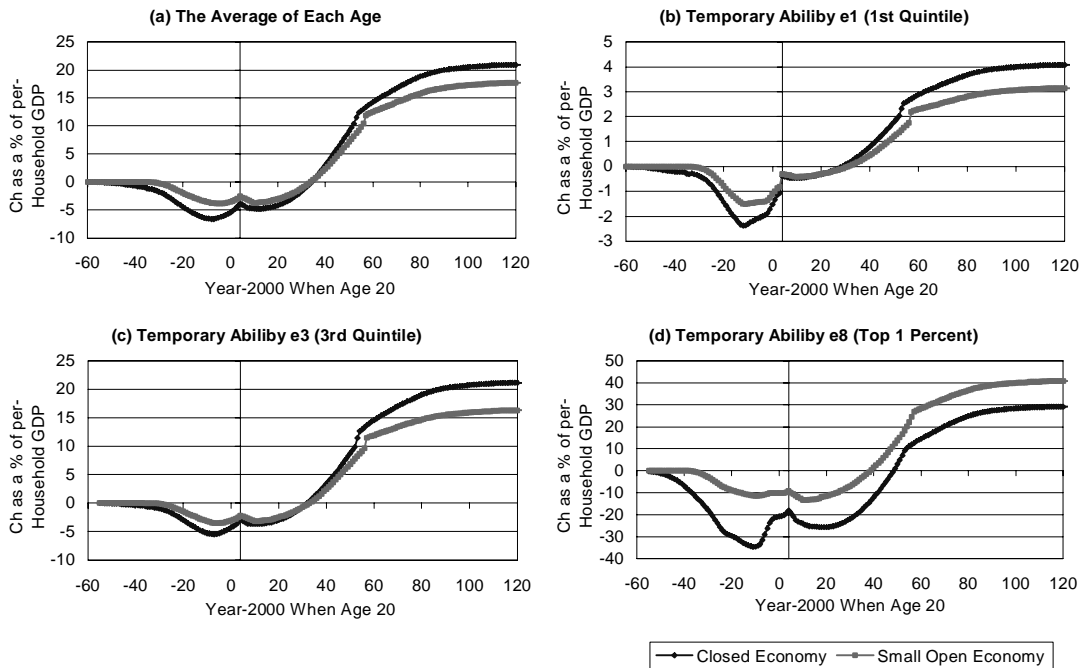 (a) The Average of Each Age
Ch as a % of per-
Household GDP
25
20
15
10
5
0
-5
-10
-60 -40 -20 0 20 40 60 80 100 120
Year-2000 When Age 20
(b) Temporary Abiliby e1 (1st Quintile)
Ch as a % of per-
Household GDP
5
4
3
2
1
0
-1
-2
-3
-60 -40 -20 0 20 40 60 80 100 120
Year-2000 When Age 20
(c) Temporary Abiliby e3 (3rd Quintile)
Ch as a % of per-
Household GDP
25
20
15
10
5
0
-5
-10
-60 -40 -20 0 20 40 60 80 100 120
Year-2000 When Age 20
(d) Temporary Abiliby e8 (Top 1 Percent)
Ch as a % of per-
Household GDP
50
40
30
20
10
0
-10
-20
-30
-40
-60 -40 -20 0 20 40 60 80 100 120
Year-2000 When Age 20
Closed Economy Small Open Economy